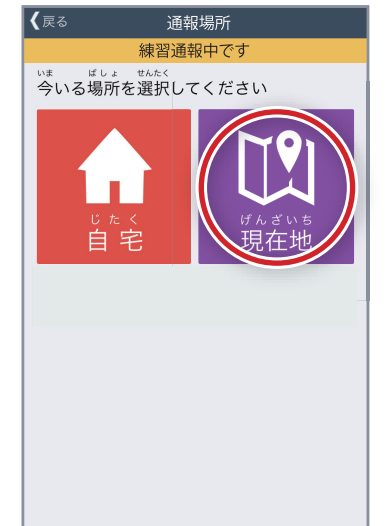 戻る
通報場所
練習通報中です
いま ばしょ せんたく
今いる場所を選択してください
じたく
自宅
げんざいち
現在地